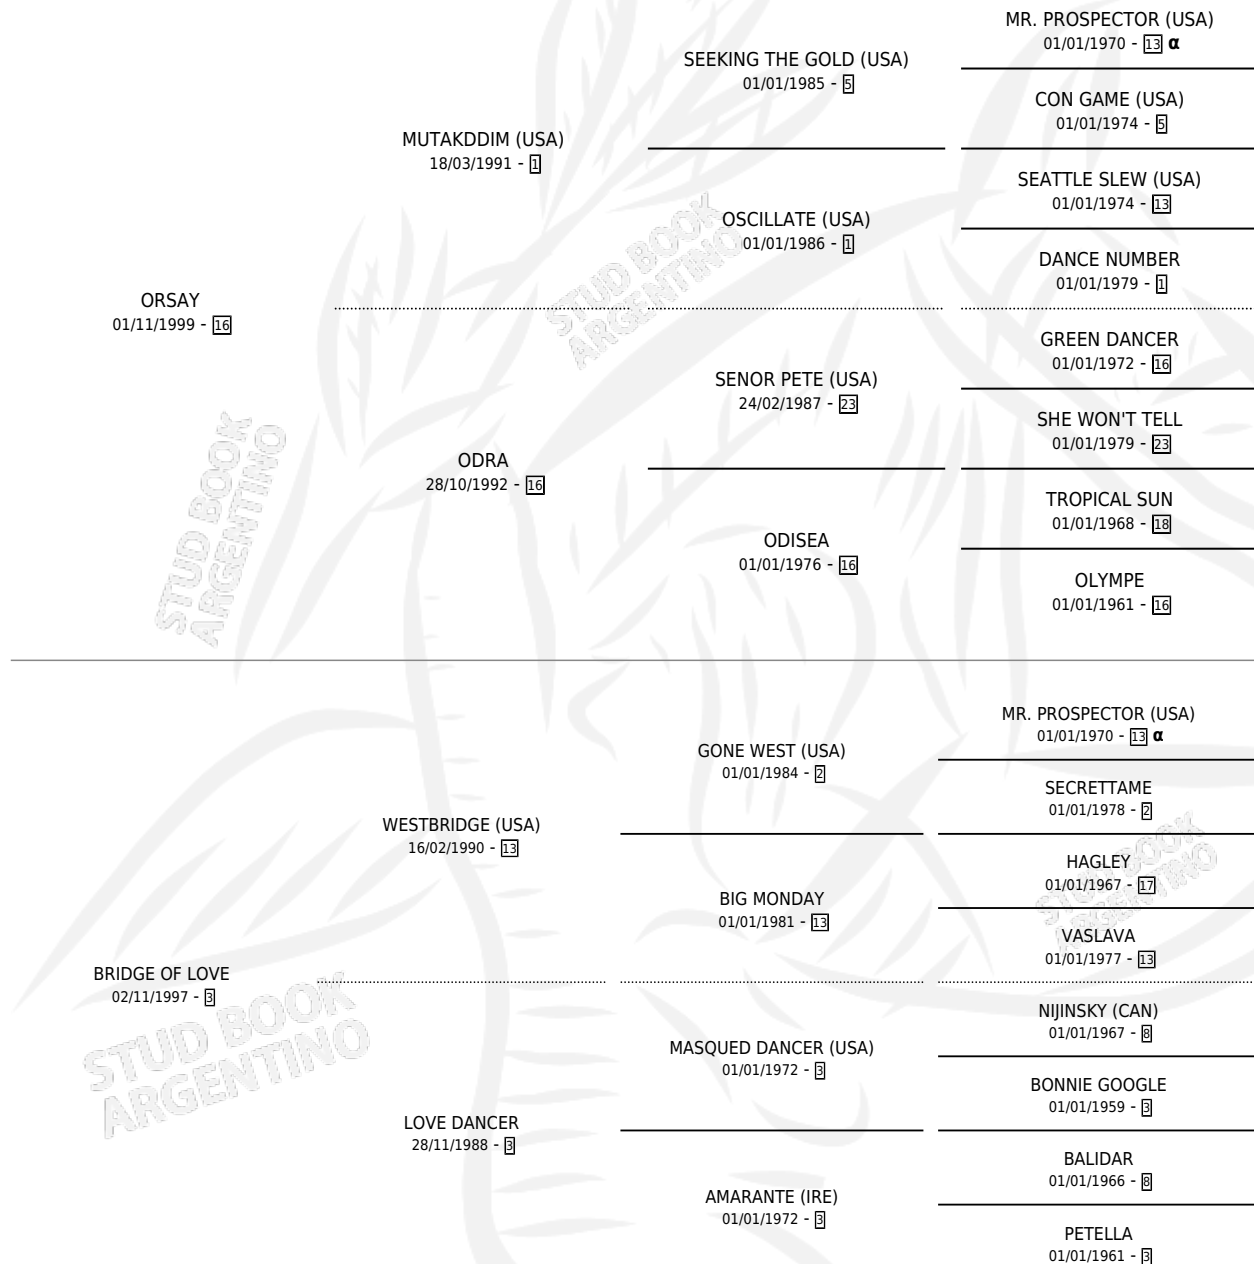 MR. PROSPECTOR (USA)
01/01/1970 - 13 α
SEEKING THE GOLD (USA)
01/01/1985 - 5
CON GAME (USA)
01/01/1974 - 5
MUTAKDDIM (USA)
18/03/1991 - 1
SEATTLE SLEW (USA)
01/01/1974 - 13
OSCILLATE (USA)
01/01/1986 - 1
DANCE NUMBER
01/01/1979 - 1
ORSAY
01/11/1999 - 16
GREEN DANCER
01/01/1972 - 16
SENOR PETE (USA)
24/02/1987 - 23
SHE WON'T TELL
01/01/1979 - 23
ODRA
28/10/1992 - 16
TROPICAL SUN
01/01/1968 - 18
ODISEA
01/01/1976 - 16
OLYMPE
01/01/1961 - 16
MR. PROSPECTOR (USA)
01/01/1970 - 13 α
GONE WEST (USA)
01/01/1984 - 2
SECRETTAME
01/01/1978 - 2
WESTBRIDGE (USA)
16/02/1990 - 13
HAGLEY
01/01/1967 - 17
BIG MONDAY
01/01/1981 - 13
VASLAVA
01/01/1977 - 13
BRIDGE OF LOVE
02/11/1997 - 3
NIJINSKY (CAN)
01/01/1967 - 8
MASQUED DANCER (USA)
01/01/1972 - 3
BONNIE GOOGLE
01/01/1959 - 3
LOVE DANCER
28/11/1988 - 3
BALIDAR
01/01/1966 - 8
AMARANTE (IRE)
01/01/1972 - 3
PETELLA
01/01/1961 - 3
STUD BOOK
ARGENTINO
STUD BOOK
ARGENTINO
STUD BOOK
ARGENTINO
STUD BOOK
ARGENTINO